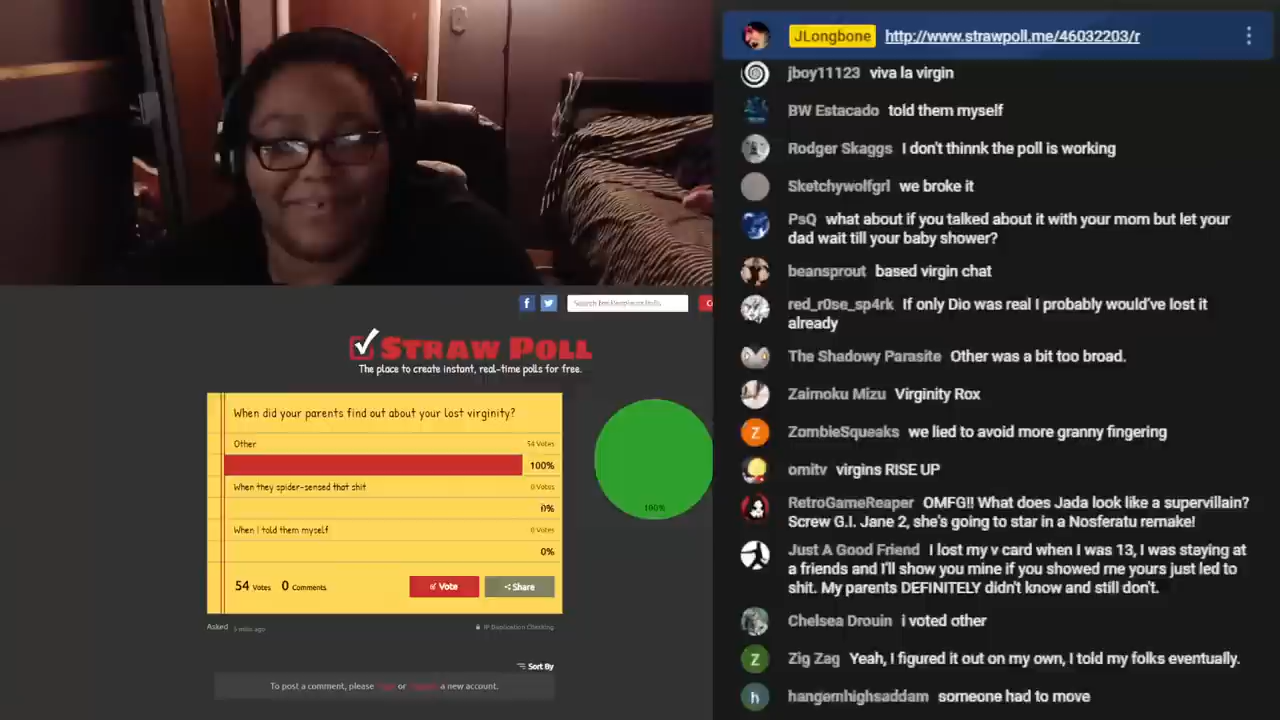 JLongbone http://www.strawpoll.me/46032203/r
jboy11123 viva la virgin
BW Estacado told them myself
Rodger Skaggs I don't thinnk the poll is working
Sketchywolfgrl we broke it
PsQ what about if you talked about it with your mom but let your
dad wait till your baby shower?
beansprout based virgin chat
red_r0se_sp4rk If only Dio was real I probably would've lost it
already
The Shadowy Parasite Other was a bit too broad.
Zaimoku Mizu Virginity Rox
Z ZombieSqueaks we lied to avoid more granny fingering
omitv virgins RISE UP
RetroGameReaper OMFG!! What does Jada look like a supervillain?
Screw G.I. Jane 2, she's going to star in a Nosferatu remake!
Just A Good Friend I lost my v card when I was 13, I was staying at
a friends and I'll show you mine if you showed me yours just led to
shit. My parents DEFINITELY didn't know and still don't.
Chelsea Drouin i voted other
Z Zig Zag Yeah, I figured it out on my own, I told my folks eventually.
h hangemhighsaddam someone had to move
f
STRAW POLL
The place to create instant, real-time polls for free.
When did your parents find out about your lost virginity?
Other 54 Votes
100%
When they spider-sensed that shit 0 Votes
0%
When I told them myself 0 Votes
0%
54 Votes 0 Comments Vote Share
100%
Asked 5 mins ago IP Duplication Checking
Sort By
To post a comment, please or a new account.